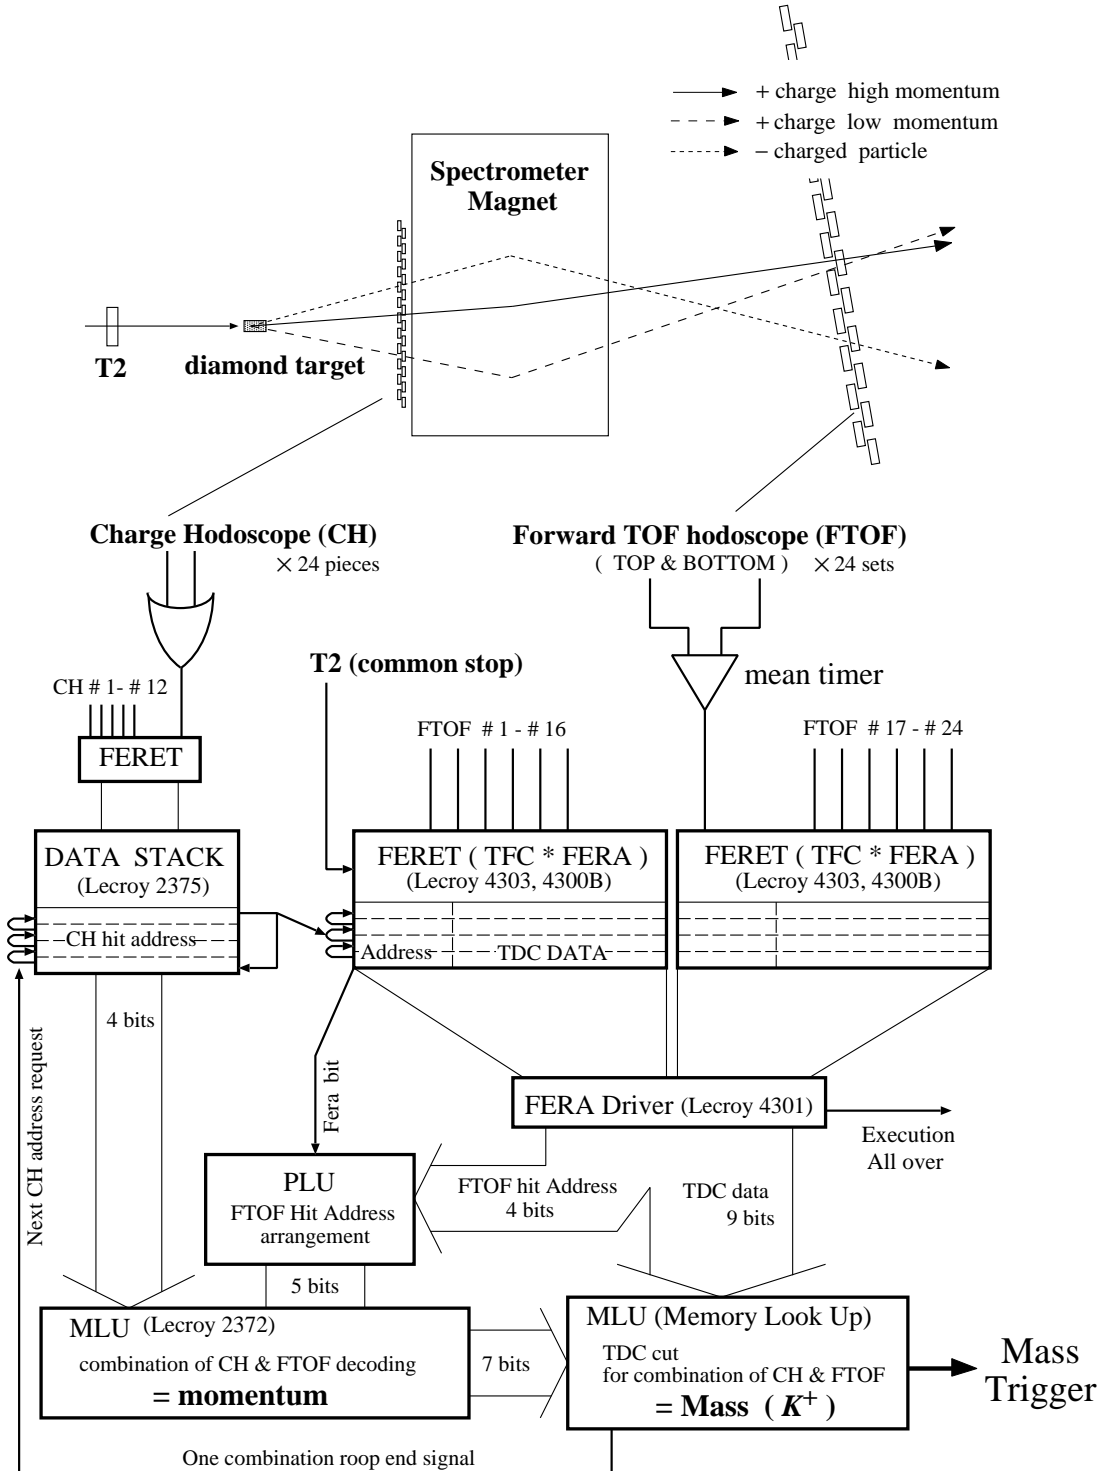 + charge high momentum
+ charge low momentum
− charged particle
Spectrometer
Magnet
T2
diamond target
Charge Hodoscope (CH)
× 24 pieces
Forward TOF hodoscope (FTOF)
( TOP & BOTTOM ) × 24 sets
T2 (common stop)
mean timer
CH # 1- # 12
FTOF # 1 - # 16
FTOF # 17 - # 24
FERET
DATA STACK
(Lecroy 2375)
CH hit address
FERET ( TFC * FERA )
(Lecroy 4303, 4300B)
Address TDC DATA
FERET ( TFC * FERA )
(Lecroy 4303, 4300B)
4 bits
Next CH address request
Fera bit
FERA Driver (Lecroy 4301)
Execution
All over
PLU
FTOF Hit Address
arrangement
FTOF hit Address
4 bits
TDC data
9 bits
5 bits
MLU (Lecroy 2372)
combination of CH & FTOF decoding
= momentum
7 bits
MLU (Memory Look Up)
TDC cut
for combination of CH & FTOF
= Mass ( K+ )
Mass
Trigger
One combination roop end signal